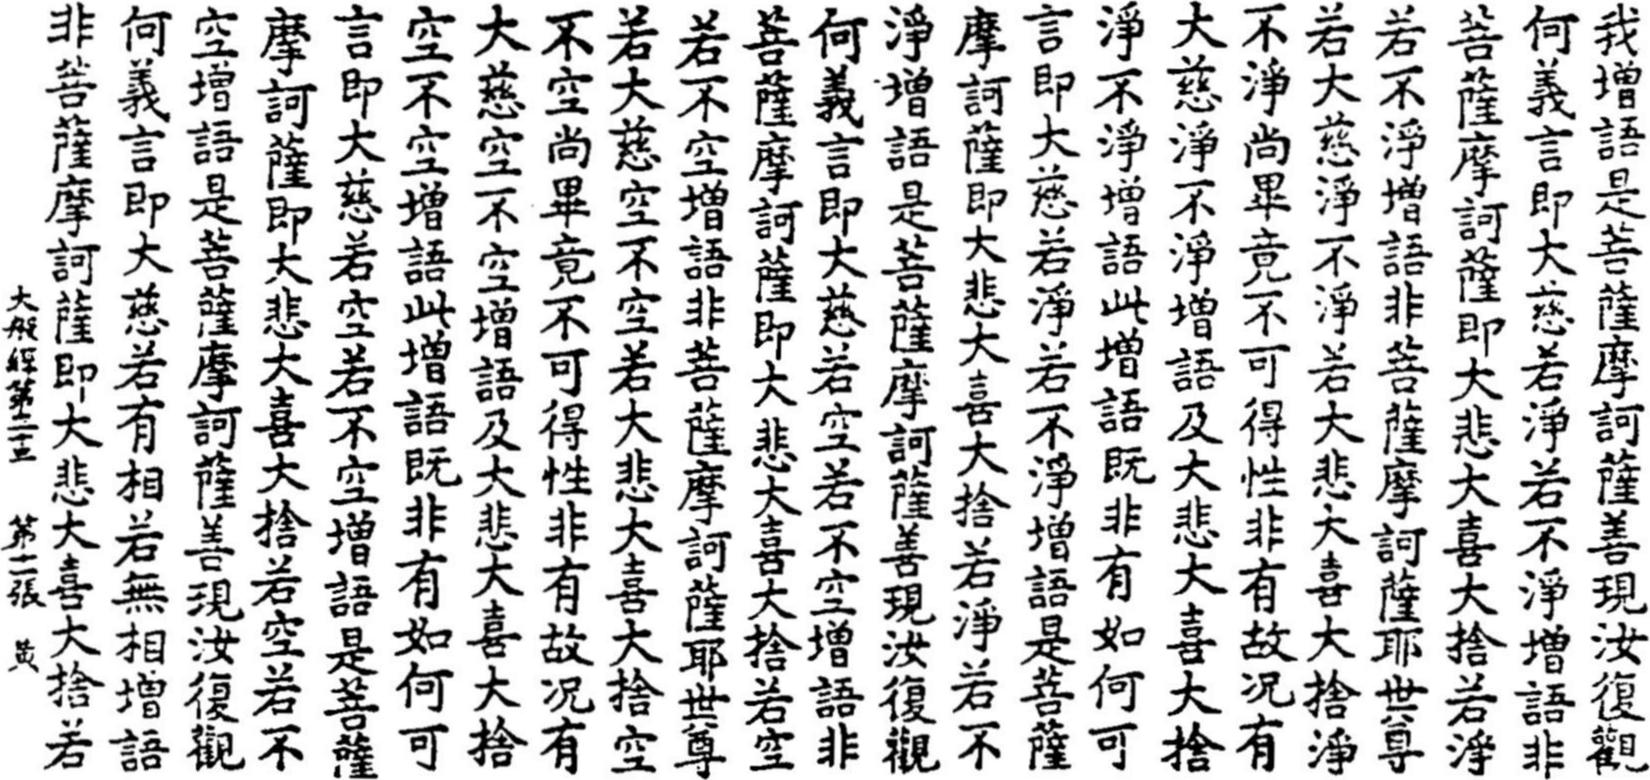 我增語是菩薩摩訶薩善現汝復觀
何義言即大慈若淨若不淨增語非
菩薩摩訶薩即大悲大喜大捨若淨
若不淨增語非菩薩摩訶薩耶世尊
若大慈淨不淨若大悲大喜大捨淨
不淨尚畢竟不可得性非有故况有
大慈淨不淨增語及大悲大喜大捨
淨不淨增語此增語既非有如何可
言即大慈若淨若不淨增語是菩薩
摩訶薩即大悲大喜大捨若淨若不
淨增語是菩薩摩訶薩善現汝復觀
何義言即大慈若空若不空增語非
菩薩摩訶薩即大悲大喜大捨若空
若不空增語非菩薩摩訶薩耶世尊
若大慈空不空若大悲大喜大捨空
不空尚畢竟不可得性非有故况有
大慈空不空增語及大悲大喜大捨
空不空增語此增語既非有如何可
言即大慈若空若不空增語是菩薩
摩訶薩即大悲大喜大捨若空若不
空增語是菩薩摩訶薩善現汝復觀
何義言即大慈若有相若無相增語
非菩薩摩訶薩即大悲大喜大捨若
大般經第二十三 第十二張 黄